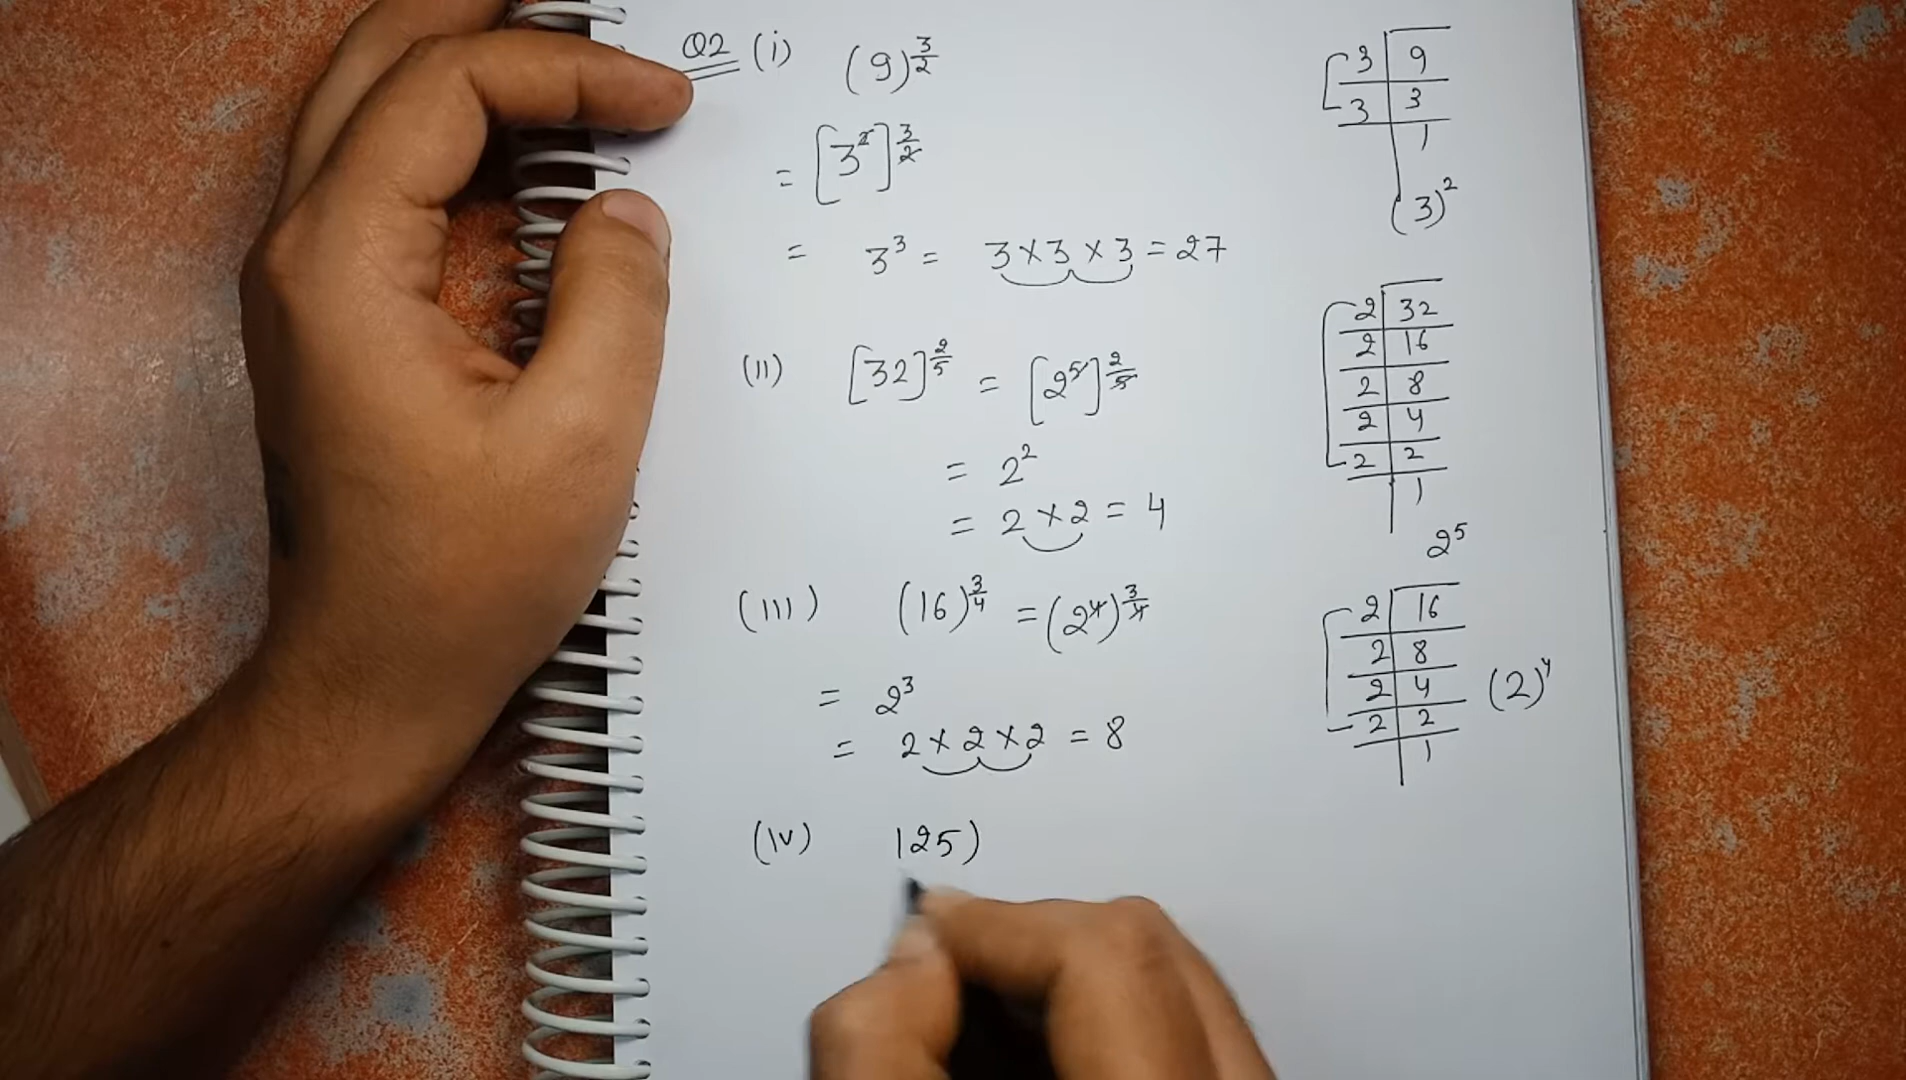 Q2 (i) (9)^{3/2}
= [3^2]^{3/2}
= 3^3 = 3 × 3 × 3 = 27
(II) [32]^{2/5} = [2^5]^{2/5}
= 2^2
= 2 × 2 = 4
(III) (16)^{3/4} = (2^4)^{3/4}
= 2^3
= 2 × 2 × 2 = 8
(IV) 125)
3 | 9
3 | 3
1
(3)^2
2 | 32
2 | 16
2 | 8
2 | 4
2 | 2
1
2^5
2 | 16
2 | 8
2 | 4 (2)^4
2 | 2
1